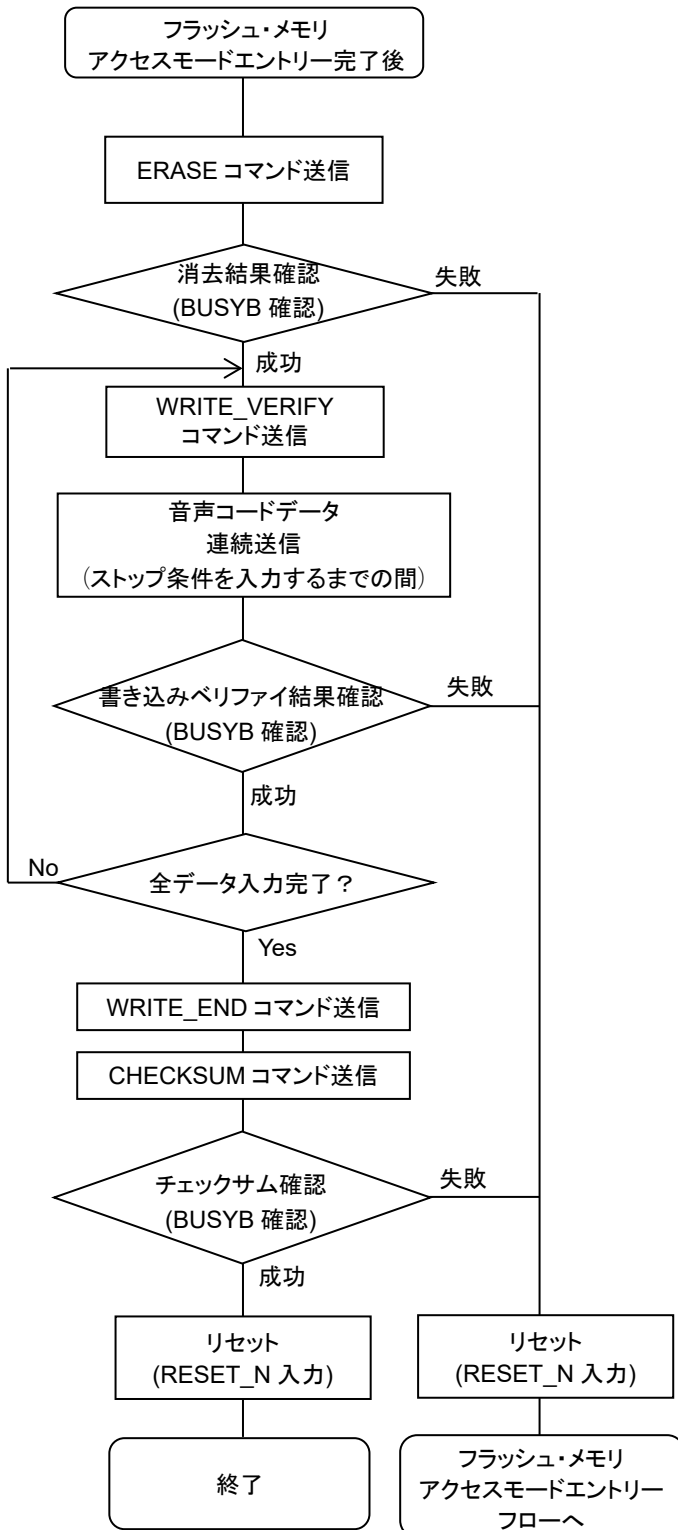 フラッシュ・メモリ
アクセスモードエントリー完了後
ERASE コマンド送信
消去結果確認
(BUSYB 確認)
失敗
成功
WRITE_VERIFY
コマンド送信
音声コードデータ
連続送信
(ストップ条件を入力するまでの間)
書き込みベリファイ結果確認
(BUSYB 確認)
失敗
成功
No
全データ入力完了？
Yes
WRITE_END コマンド送信
CHECKSUM コマンド送信
チェックサム確認
(BUSYB 確認)
失敗
成功
リセット
(RESET_N 入力)
リセット
(RESET_N 入力)
終了
フラッシュ・メモリ
アクセスモードエントリー
フローへ